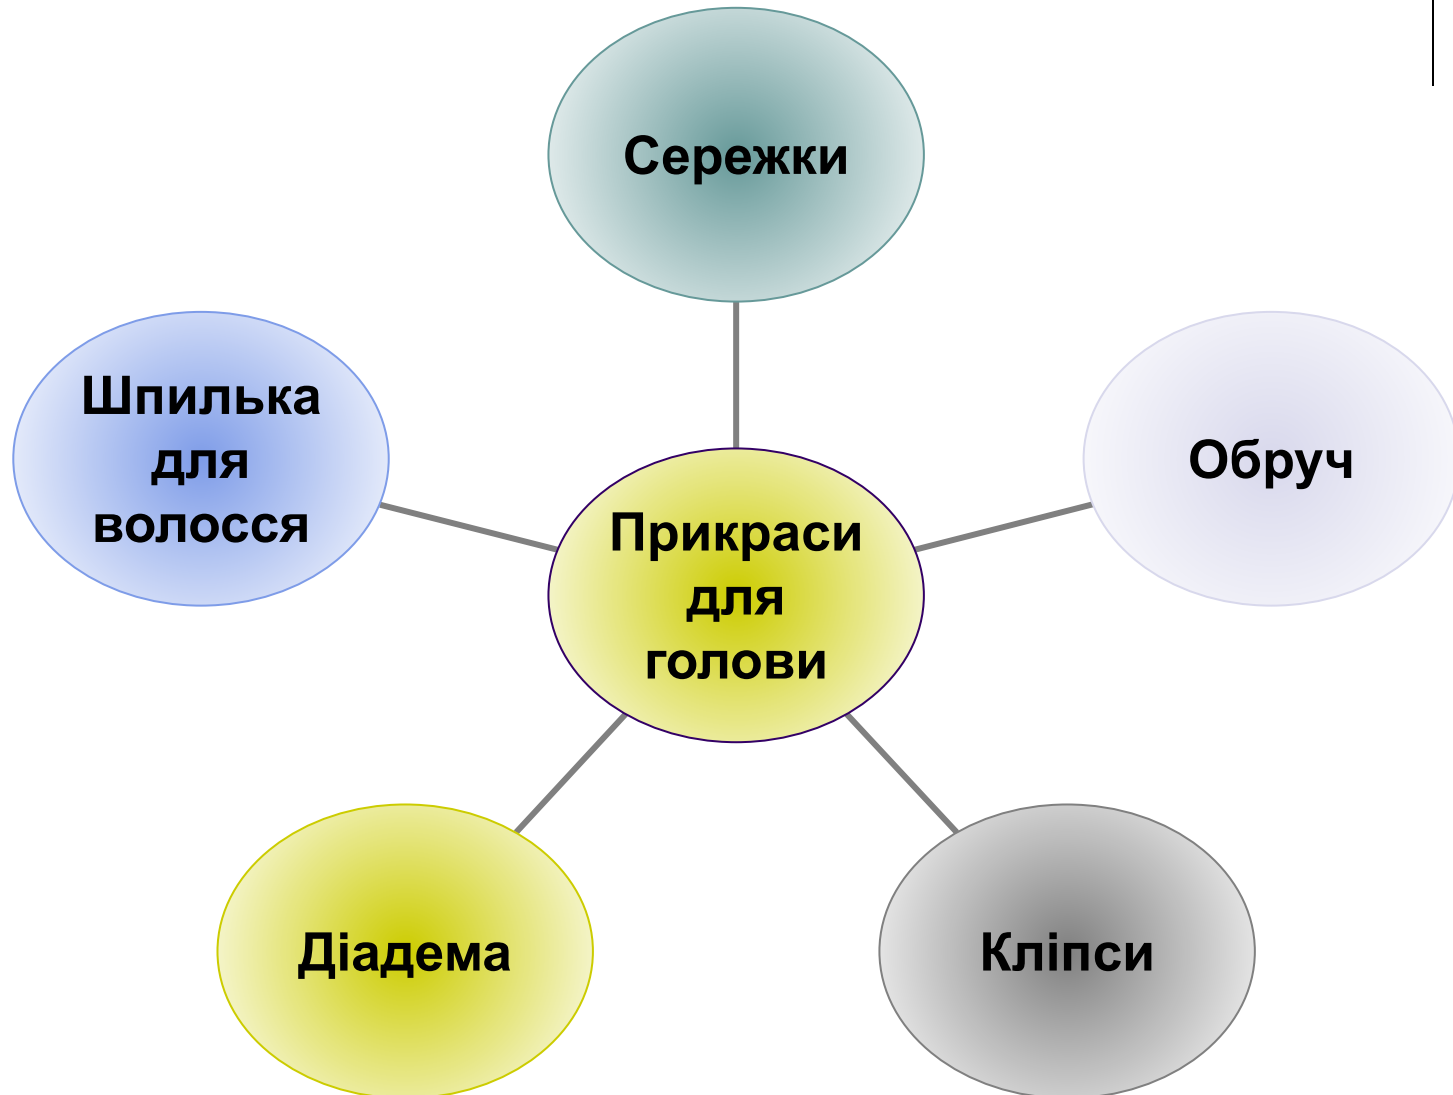 Сережки
Шпилька
для
волосся
Обруч
Прикраси
для
голови
Діадема
Кліпси